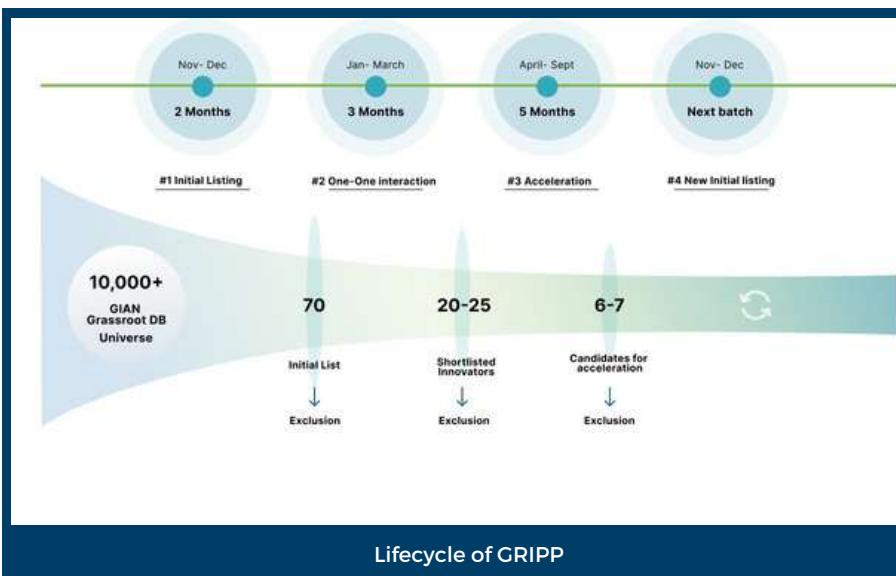 Nov- Dec
Jan- March
April- Sept
Nov- Dec
2 Months
3 Months
5 Months
Next batch
#1 Initial Listing
#2 One-One interaction
#3 Acceleration
#4 New Initial listing
10,000+
GIAN
Grassroot DB
Universe
70
20-25
6-7
Initial List
Shortlisted
Innovators
Candidates for
acceleration
Exclusion
Exclusion
Exclusion
Lifecycle of GRIPP